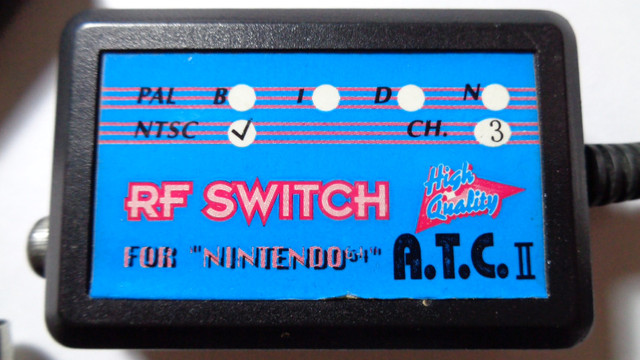 PAL B I D N
NTSC ✓ CH. 3
RF SWITCH
High Quality
FOR "NINTENDO64"
A.T.C. II